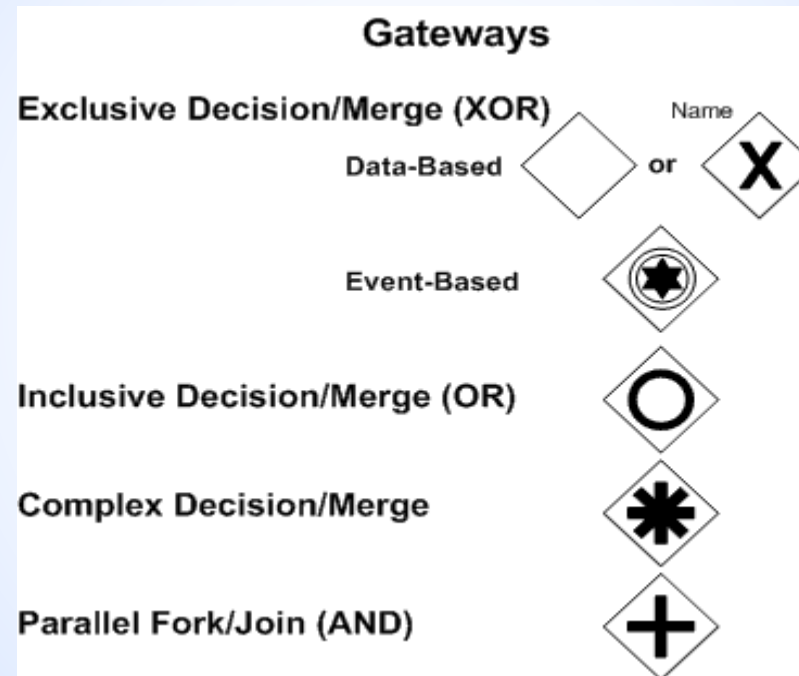 Gateways
Exclusive Decision/Merge (XOR)
Name
Data-Based
or
X
Event-Based
Inclusive Decision/Merge (OR)
Complex Decision/Merge
Parallel Fork/Join (AND)